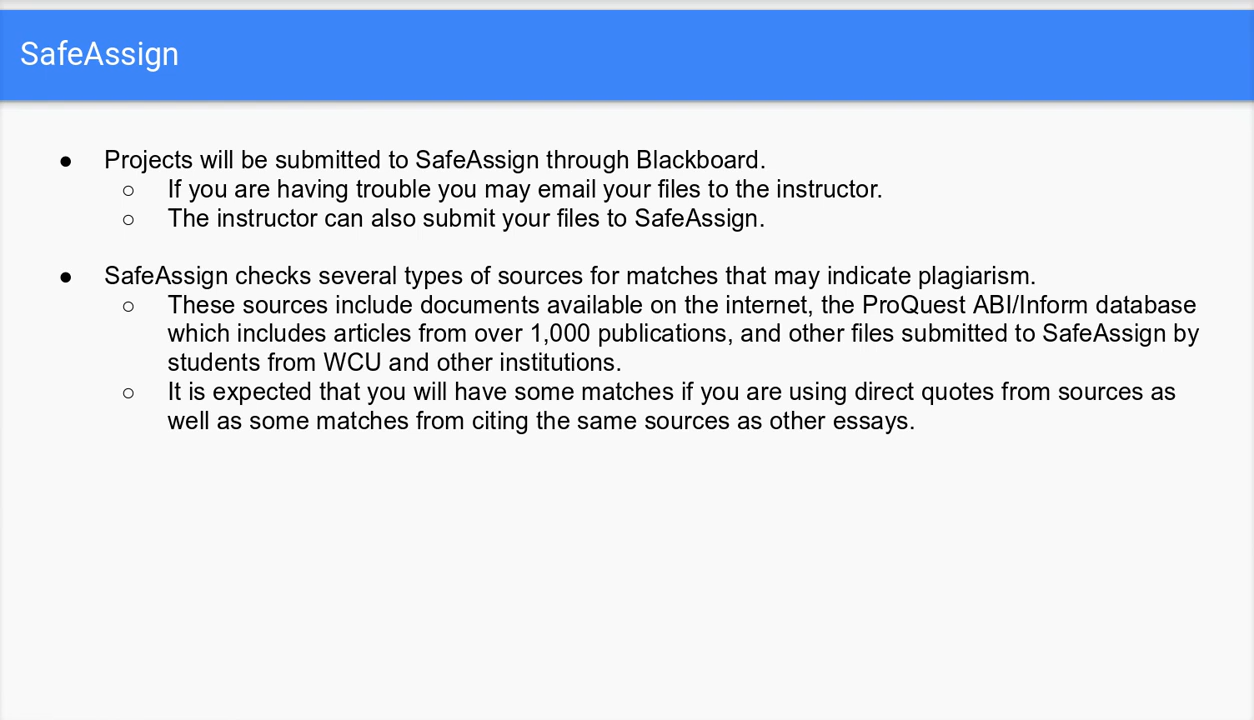 SafeAssign
● Projects will be submitted to SafeAssign through Blackboard.
○ If you are having trouble you may email your files to the instructor.
○ The instructor can also submit your files to SafeAssign.
● SafeAssign checks several types of sources for matches that may indicate plagiarism.
○ These sources include documents available on the internet, the ProQuest ABI/Inform database
which includes articles from over 1,000 publications, and other files submitted to SafeAssign by
students from WCU and other institutions.
○ It is expected that you will have some matches if you are using direct quotes from sources as
well as some matches from citing the same sources as other essays.